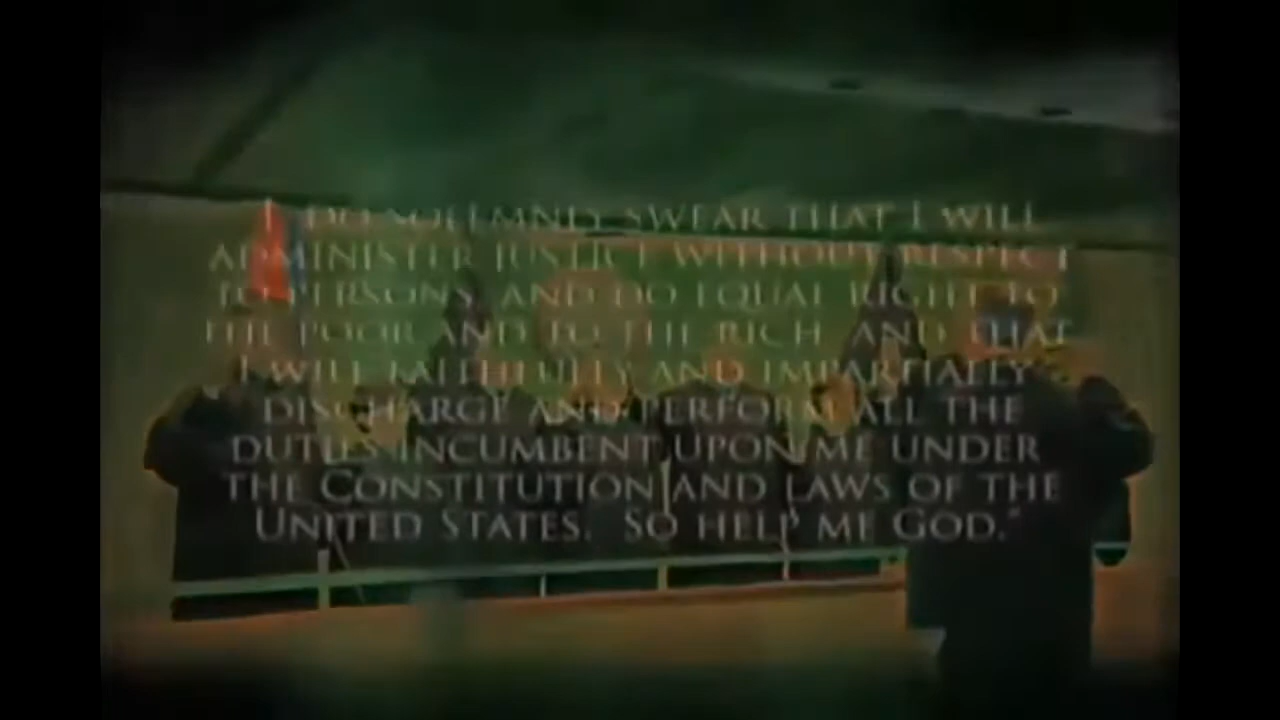 I, DO SOLEMNLY SWEAR THAT I WILL
ADMINISTER JUSTICE WITHOUT RESPECT
TO PERSONS, AND DO EQUAL RIGHT TO
THE POOR AND TO THE RICH, AND THAT
I WILL FAITHFULLY AND IMPARTIALLY
DISCHARGE AND PERFORM ALL THE
DUTIES INCUMBENT UPON ME UNDER
THE CONSTITUTION AND LAWS OF THE
UNITED STATES. SO HELP ME GOD."